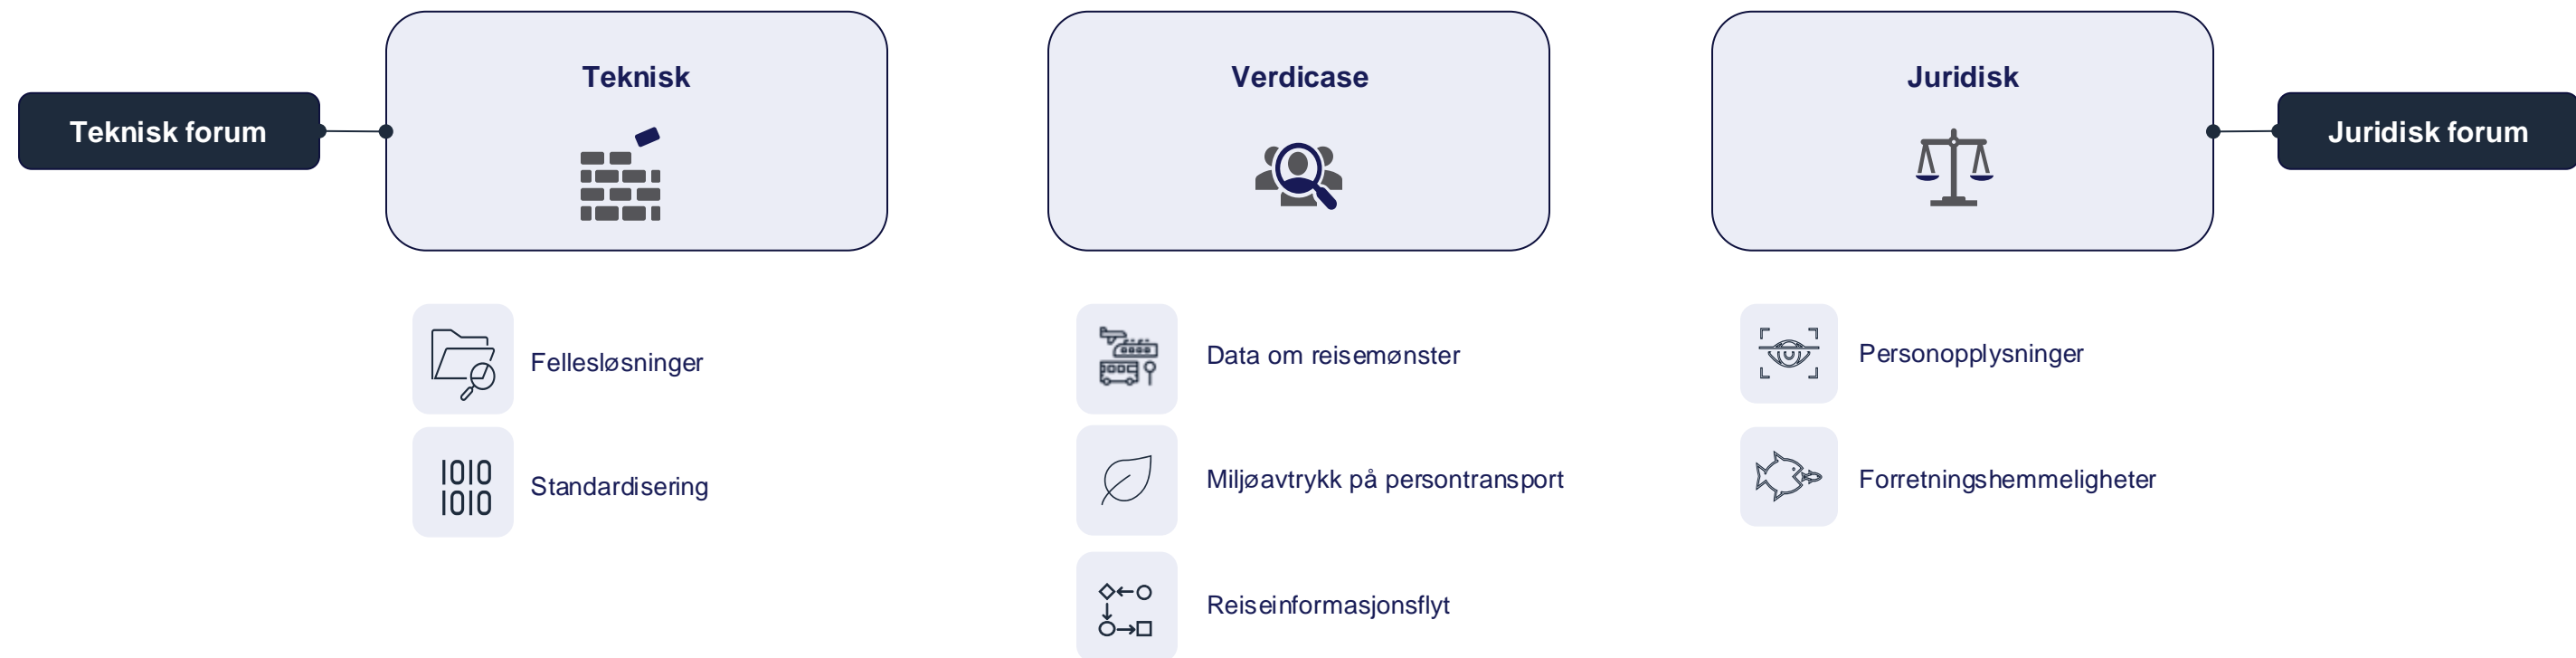 Teknisk forum
Teknisk
Fellesløsninger
Standardisering
Verdicase
Data om reisemønster
Miljøavtrykk på persontransport
Reiseinformasjonsflyt
Juridisk
Juridisk forum
Personopplysninger
Forretningshemmeligheter